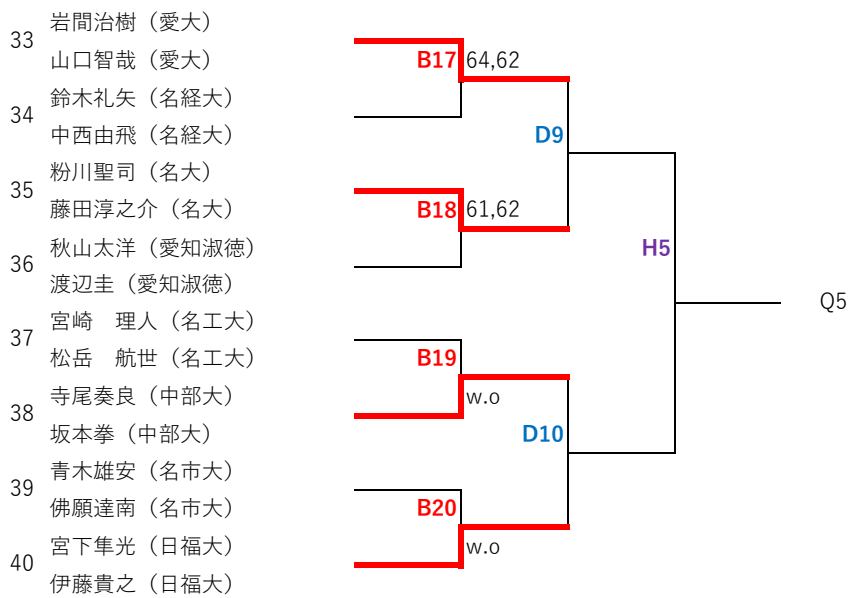 33
岩間治樹（愛大）
山口智哉（愛大）
B17 64,62
34
鈴木礼矢（名経大）
中西由飛（名経大）
D9
35
粉川聖司（名大）
藤田淳之介（名大）
B18 61,62
36
秋山太洋（愛知淑徳）
渡辺圭（愛知淑徳）
H5
Q5
37
宮崎　理人（名工大）
松岳　航世（名工大）
B19
38
寺尾奏良（中部大）
坂本拳（中部大）
w.o
D10
39
青木雄安（名市大）
佛願達南（名市大）
B20
40
宮下隼光（日福大）
伊藤貴之（日福大）
w.o